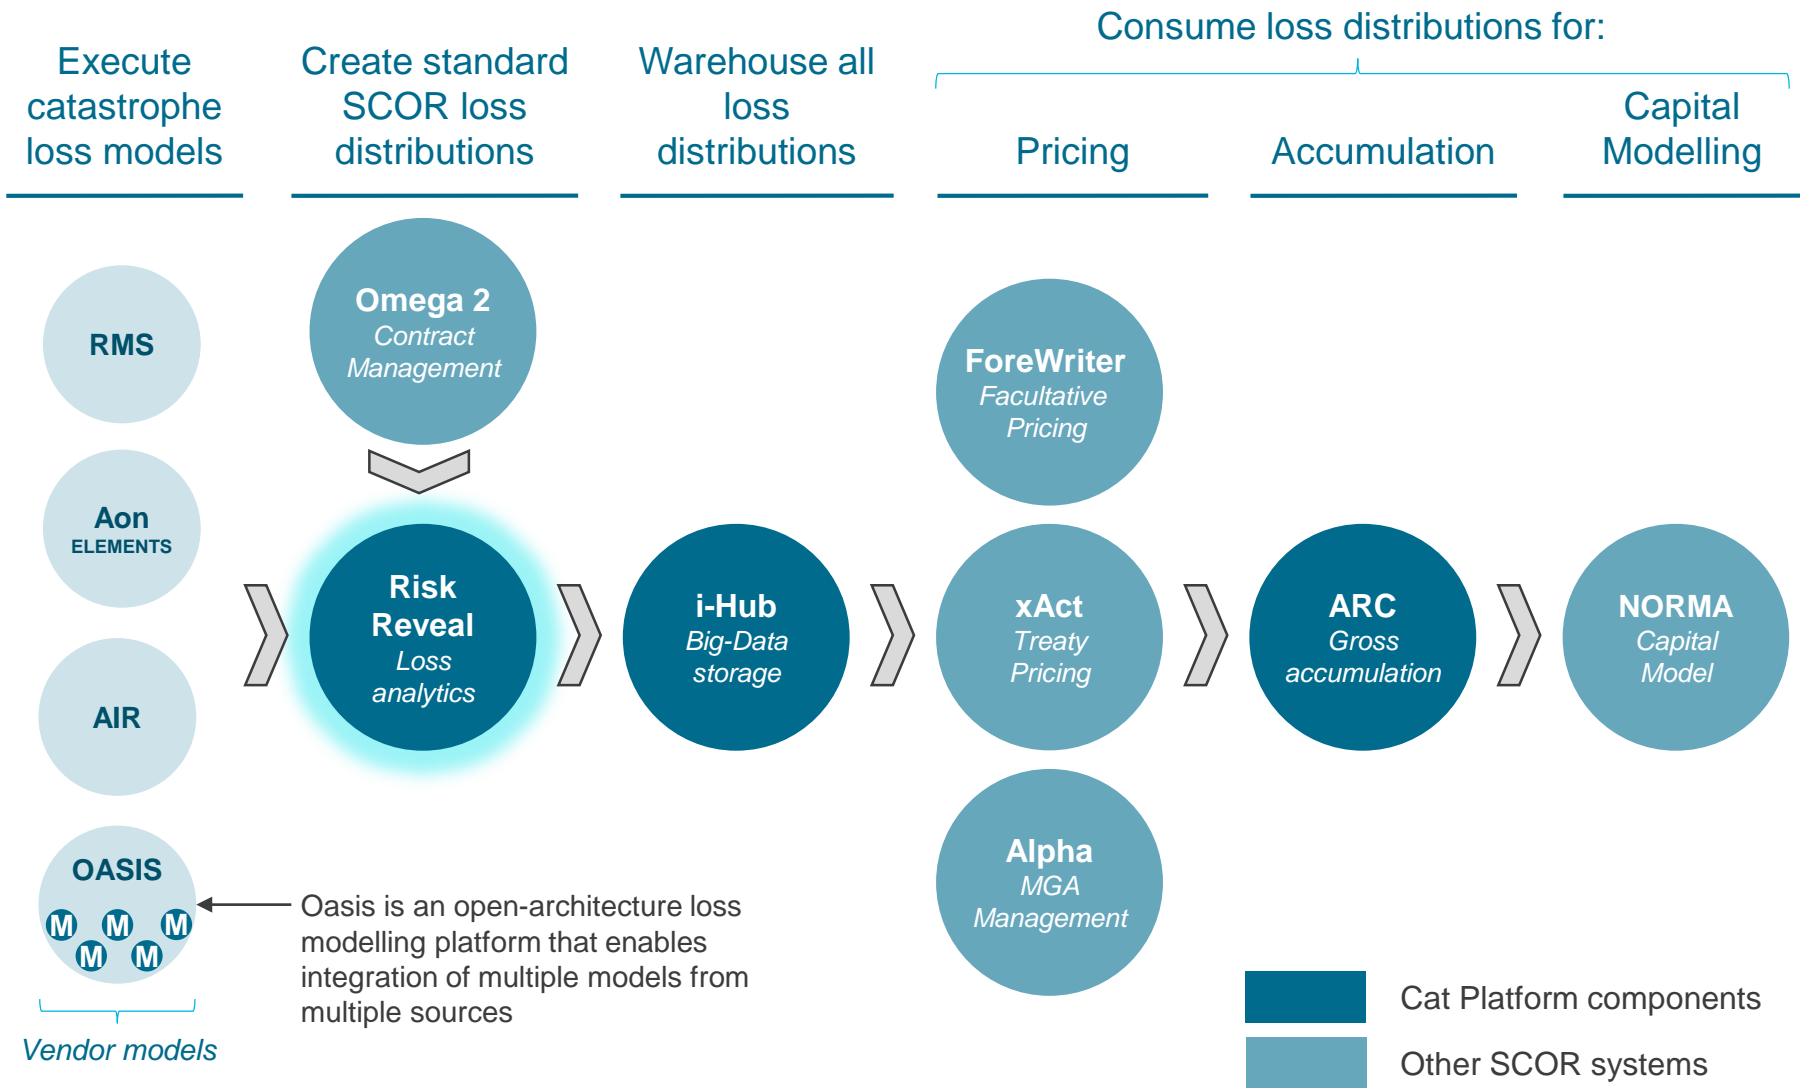 Consume loss distributions for:
Execute
catastrophe
loss models
Create standard
SCOR loss
distributions
Warehouse all
loss
distributions
Pricing
Accumulation
Capital
Modelling
RMS
Aon
ELEMENTS
AIR
OASIS
M M M
M M
Vendor models
Omega 2
Contract
Management
Risk
Reveal
Loss
analytics
Oasis is an open-architecture loss
modelling platform that enables
integration of multiple models from
multiple sources
i-Hub
Big-Data
storage
ForeWriter
Facultative
Pricing
xAct
Treaty
Pricing
Alpha
MGA
Management
ARC
Gross
accumulation
NORMA
Capital
Model
Cat Platform components
Other SCOR systems